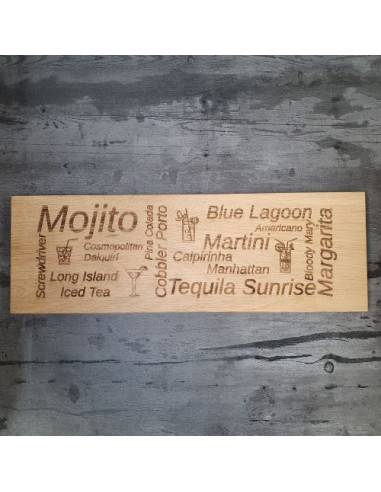 Screwdriver
Mojito
Cosmopolitan
Daikuiri
Long Island
Iced Tea
Pina Colada
Cobbler Porto
Blue Lagoon
Americano
Martini
Caipirinha
Manhattan
Tequila Sunrise
Bloody Mary
Margarita